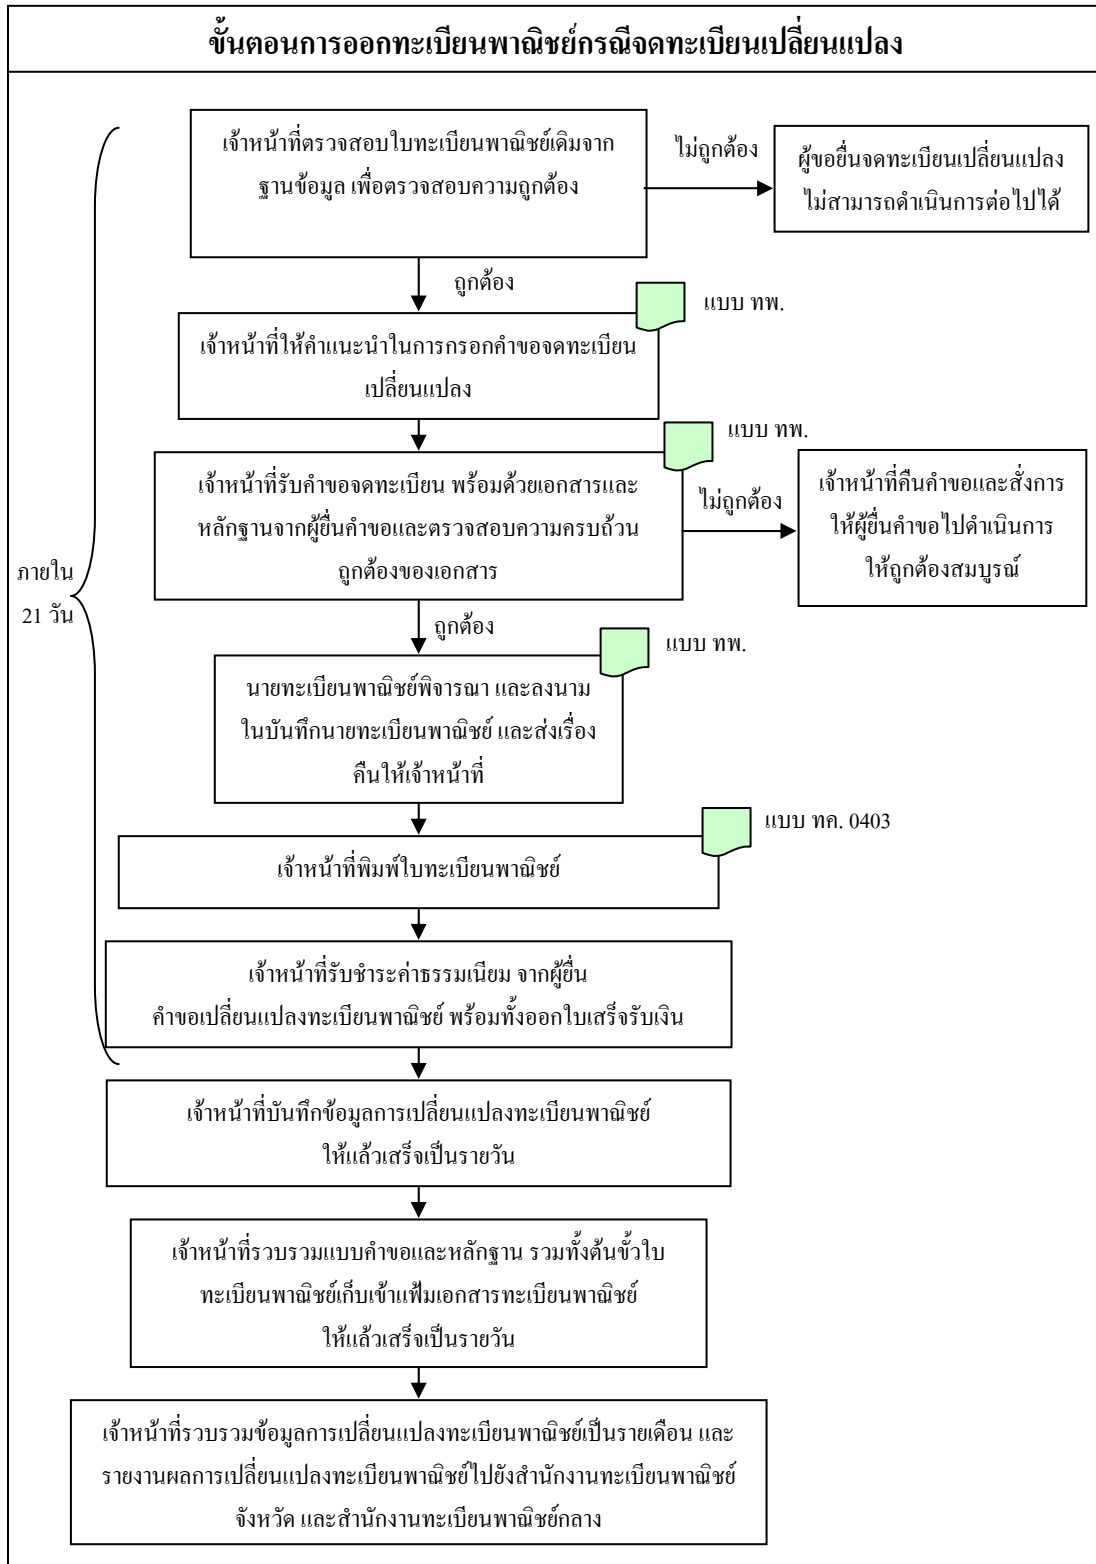 ขั้นตอนการออกทะเบียนพาณิชย์กรณีจดทะเบียนเปลี่ยนแปลง
เจ้าหน้าที่ตรวจสอบใบทะเบียนพาณิชย์เดิมจาก
ฐานข้อมูล เพื่อตรวจสอบความถูกต้อง
ไม่ถูกต้อง
ผู้ขอยื่นจดทะเบียนเปลี่ยนแปลง
ไม่สามารถดำเนินการต่อไปได้
ถูกต้อง
แบบ ทพ.
เจ้าหน้าที่ให้คำแนะนำในการกรอกคำขอจดทะเบียน
เปลี่ยนแปลง
แบบ ทพ.
เจ้าหน้าที่รับคำขอจดทะเบียน พร้อมด้วยเอกสารและ
หลักฐานจากผู้ยื่นคำขอและตรวจสอบความครบถ้วน
ถูกต้องของเอกสาร
ไม่ถูกต้อง
เจ้าหน้าที่คืนคำขอและสั่งการ
ให้ผู้ยื่นคำขอไปดำเนินการ
ให้ถูกต้องสมบูรณ์
ภายใน
21 วัน
ถูกต้อง
แบบ ทพ.
นายทะเบียนพาณิชย์พิจารณา และลงนาม
ในบันทึกนายทะเบียนพาณิชย์ และส่งเรื่อง
คืนให้เจ้าหน้าที่
แบบ ทค. 0403
เจ้าหน้าที่พิมพ์ใบทะเบียนพาณิชย์
เจ้าหน้าที่รับชำระค่าธรรมเนียม จากผู้ยื่น
คำขอเปลี่ยนแปลงทะเบียนพาณิชย์ พร้อมทั้งออกใบเสร็จรับเงิน
เจ้าหน้าที่บันทึกข้อมูลการเปลี่ยนแปลงทะเบียนพาณิชย์
ให้แล้วเสร็จเป็นรายวัน
เจ้าหน้าที่รวบรวมแบบคำขอและหลักฐาน รวมทั้งต้นขั้วใบ
ทะเบียนพาณิชย์เก็บเข้าแฟ้มเอกสารทะเบียนพาณิชย์
ให้แล้วเสร็จเป็นรายวัน
เจ้าหน้าที่รวบรวมข้อมูลการเปลี่ยนแปลงทะเบียนพาณิชย์เป็นรายเดือน และ
รายงานผลการเปลี่ยนแปลงทะเบียนพาณิชย์ไปยังสำนักงานทะเบียนพาณิชย์
จังหวัด และสำนักงานทะเบียนพาณิชย์กลาง